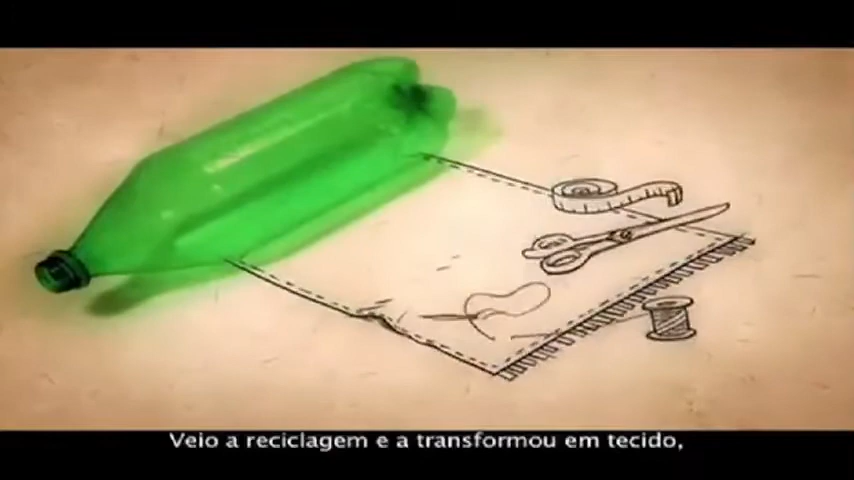 Veio a reciclagem e a transformou em tecido,